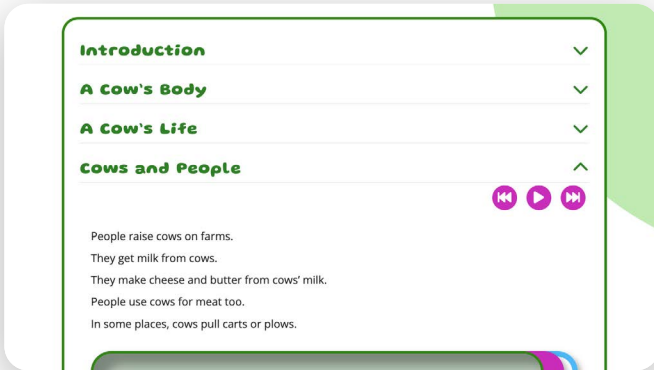 Introduction
A Cow's Body
A Cow's Life
Cows and People
People raise cows on farms.
They get milk from cows.
They make cheese and butter from cows' milk.
People use cows for meat too.
In some places, cows pull carts or plows.